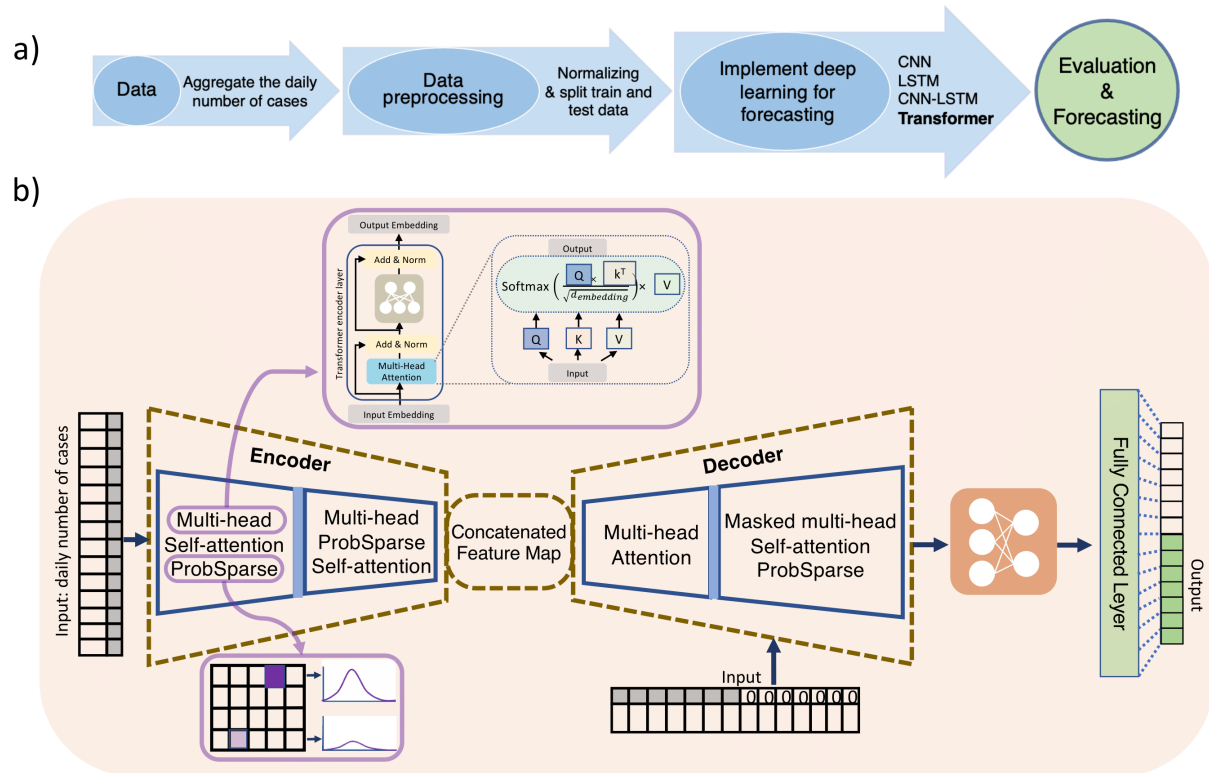 a)
Data
Aggregate the daily
number of cases
Data
preprocessing
Normalizing
& split train and
test data
Implement deep
learning for
forecasting
CNN
LSTM
CNN-LSTM
Transformer
Evaluation
&
Forecasting
b)
Output Embedding
Transformer encoder layer
Add & Norm
Add & Norm
Multi-Head
Attention
Input Embedding
Output
Softmax ( Q × kᵀ / √d embedding ) × V
Q K V
Input
Input: daily number of cases
Encoder
Multi-head
Self-attention
ProbSparse
Multi-head
ProbSparse
Self-attention
Concatenated
Feature Map
Decoder
Multi-head
Attention
Masked multi-head
Self-attention
ProbSparse
Input
0 0 0 0 0 0 0
Fully Connected Layer
Output